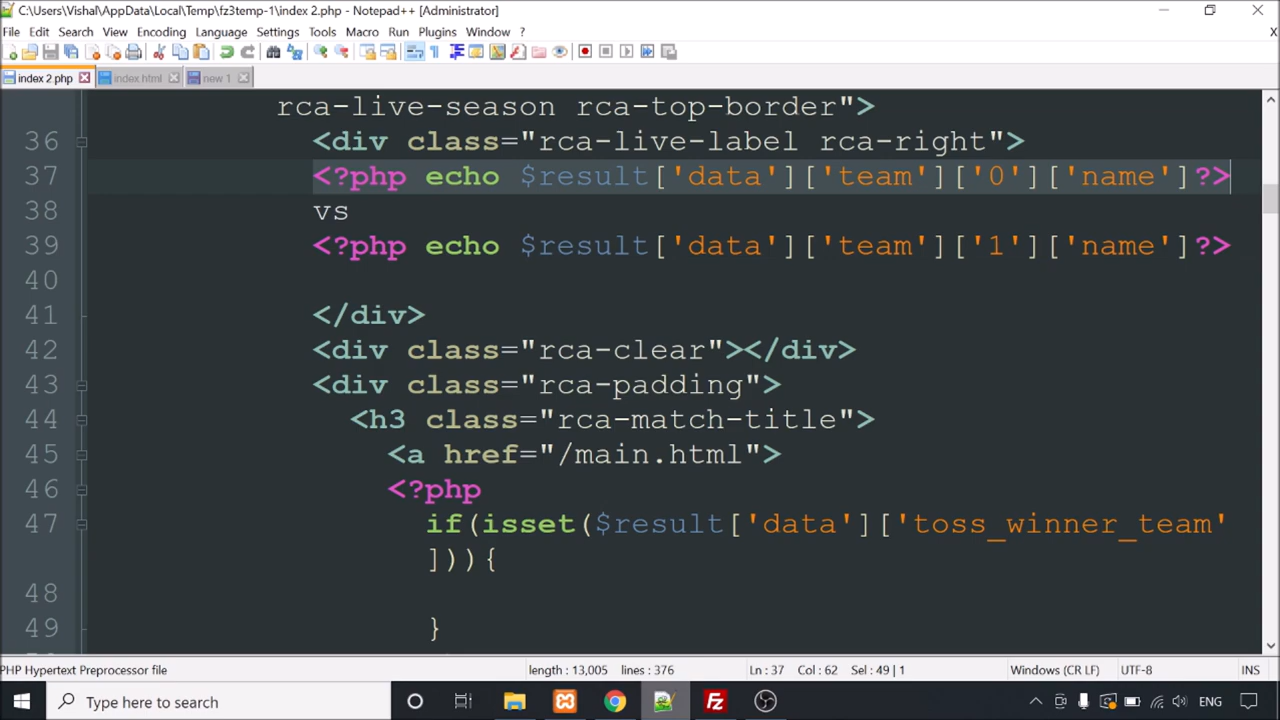 C:\Users\Vishal\AppData\Local\Temp\fz3temp-1\index 2.php - Notepad++ [Administrator]
File Edit Search View Encoding Language Settings Tools Macro Run Plugins Window ? X
index 2.php index.html new 1
rca-live-season rca-top-border">
36 <div class="rca-live-label rca-right">
37 <?php echo $result['data']['team']['0']['name']?>
38 vs
39 <?php echo $result['data']['team']['1']['name']?>
40
41 </div>
42 <div class="rca-clear"></div>
43 <div class="rca-padding">
44 <h3 class="rca-match-title">
45 <a href="/main.html">
46 <?php
47 if(isset($result['data']['toss_winner_team'
])){
48
49 }
PHP Hypertext Preprocessor file length : 13,005 lines : 376 Ln : 37 Col : 62 Sel : 49 | 1 Windows (CR LF) UTF-8 INS
Type here to search ENG